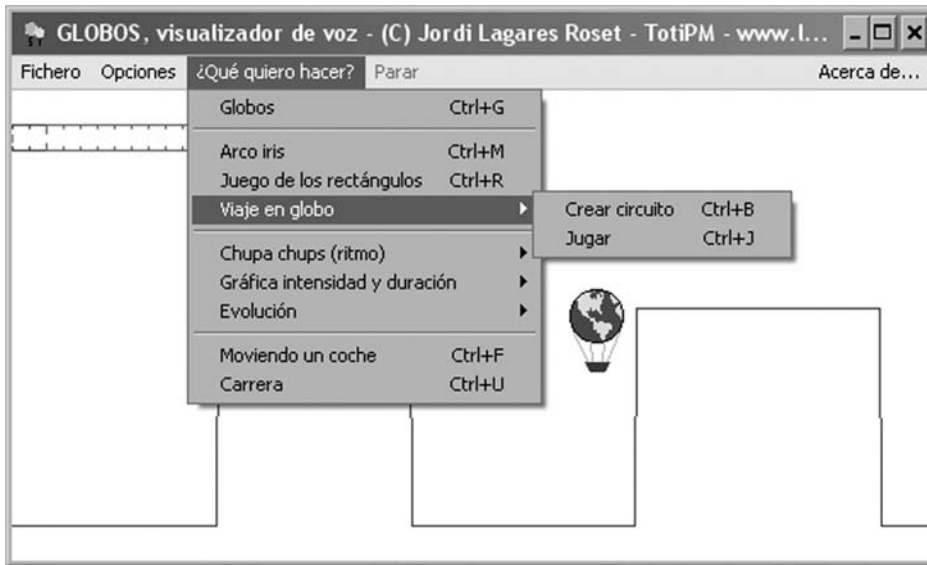 GLOBOS, visualizador de voz - (C) Jordi Lagares Roset - TotiPM - www.l...
Fichero Opciones ¿Qué quiero hacer? Parar Acerca de...
Globos Ctrl+G
Arco iris Ctrl+M
Juego de los rectángulos Ctrl+R
Viaje en globo
Crear circuito Ctrl+B
Jugar Ctrl+J
Chupa chups (ritmo)
Gráfica intensidad y duración
Evolución
Moviendo un coche Ctrl+F
Carrera Ctrl+U